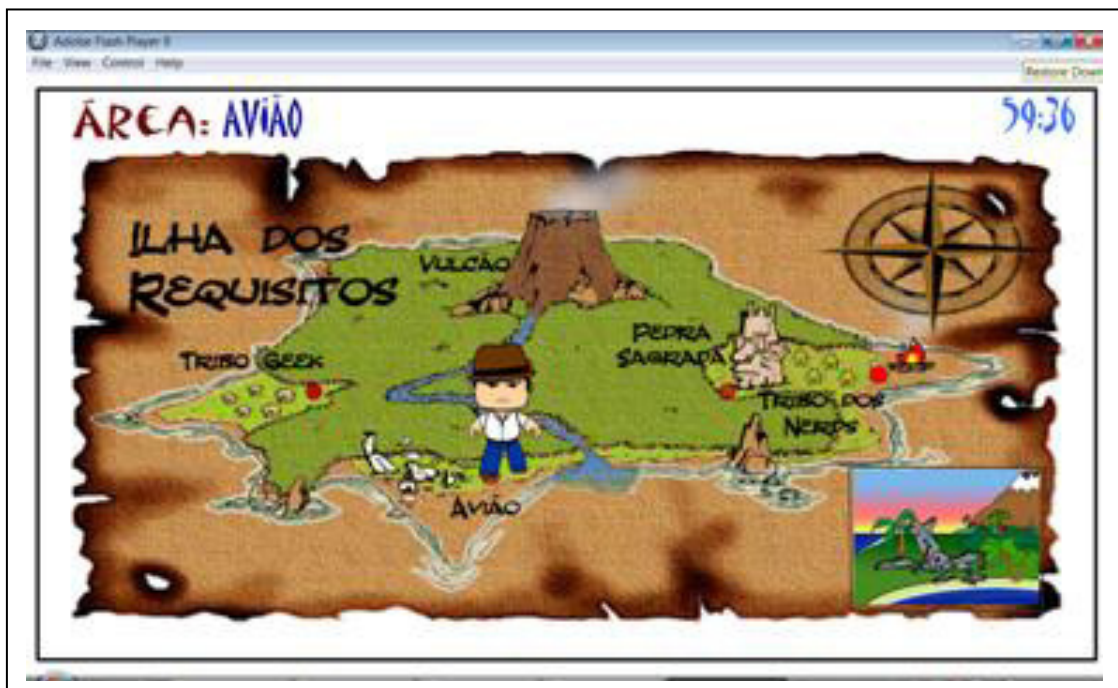 Adobe Flash Player 8
File View Control Help
Restore Down
ÁREA: AVIÃO
59:36
ILHA DOS
REQUISITOS
VULCÃO
PEDRA
SAGRADA
TRIBO GEEK
TRIBO DOS
NERDS
AVIÃO